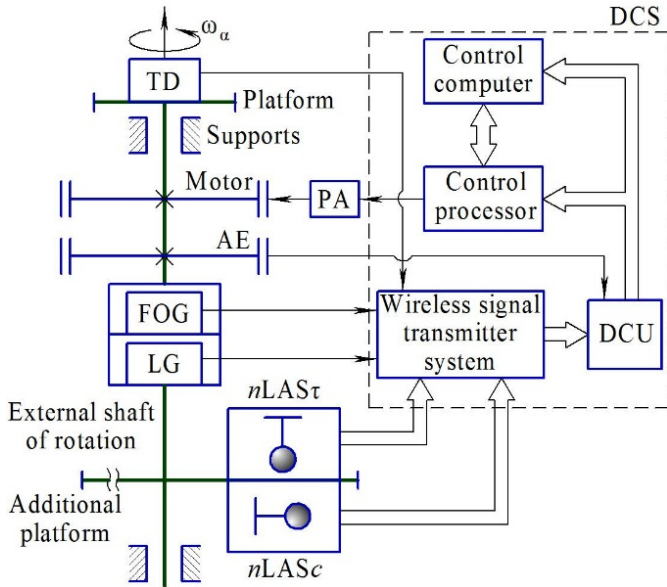 DCS
ωα
TD
Platform
Supports
Control
computer
Motor
PA
Control
processor
AE
FOG
LG
Wireless signal
transmitter
system
DCU
External shaft
of rotation
nLASτ
Additional
platform
nLASc